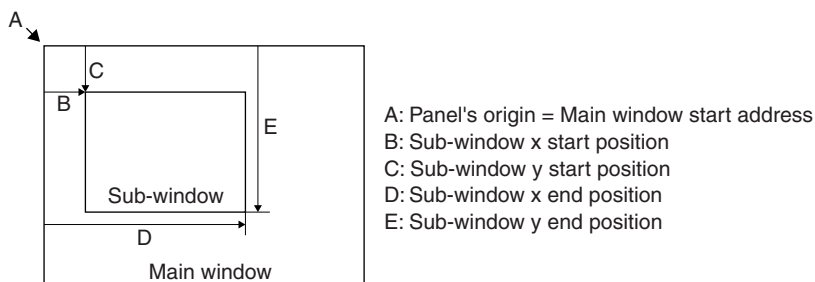 A
C
B
E
Sub-window
D
Main window
A: Panel's origin = Main window start address
B: Sub-window x start position
C: Sub-window y start position
D: Sub-window x end position
E: Sub-window y end position